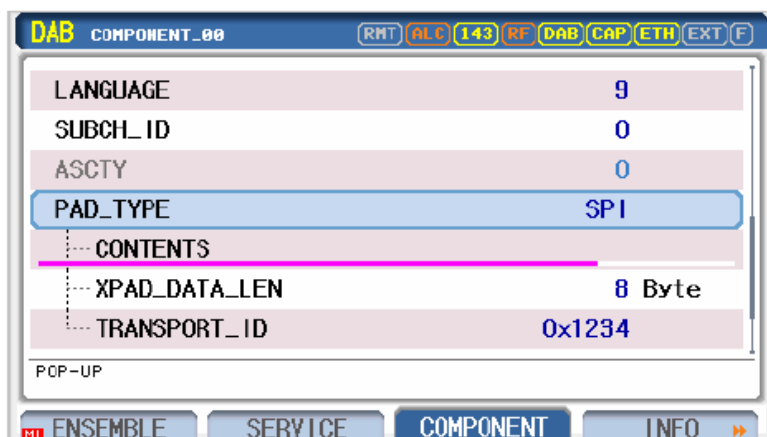 DAB COMPONENT_00 RMT ALC 143 RF DAB CAP ETH EXT F
LANGUAGE 9
SUBCH_ID 0
ASCTY 0
PAD_TYPE SPI
CONTENTS
XPAD_DATA_LEN 8 Byte
TRANSPORT_ID 0x1234
POP-UP
ENSEMBLE SERVICE COMPONENT INFO